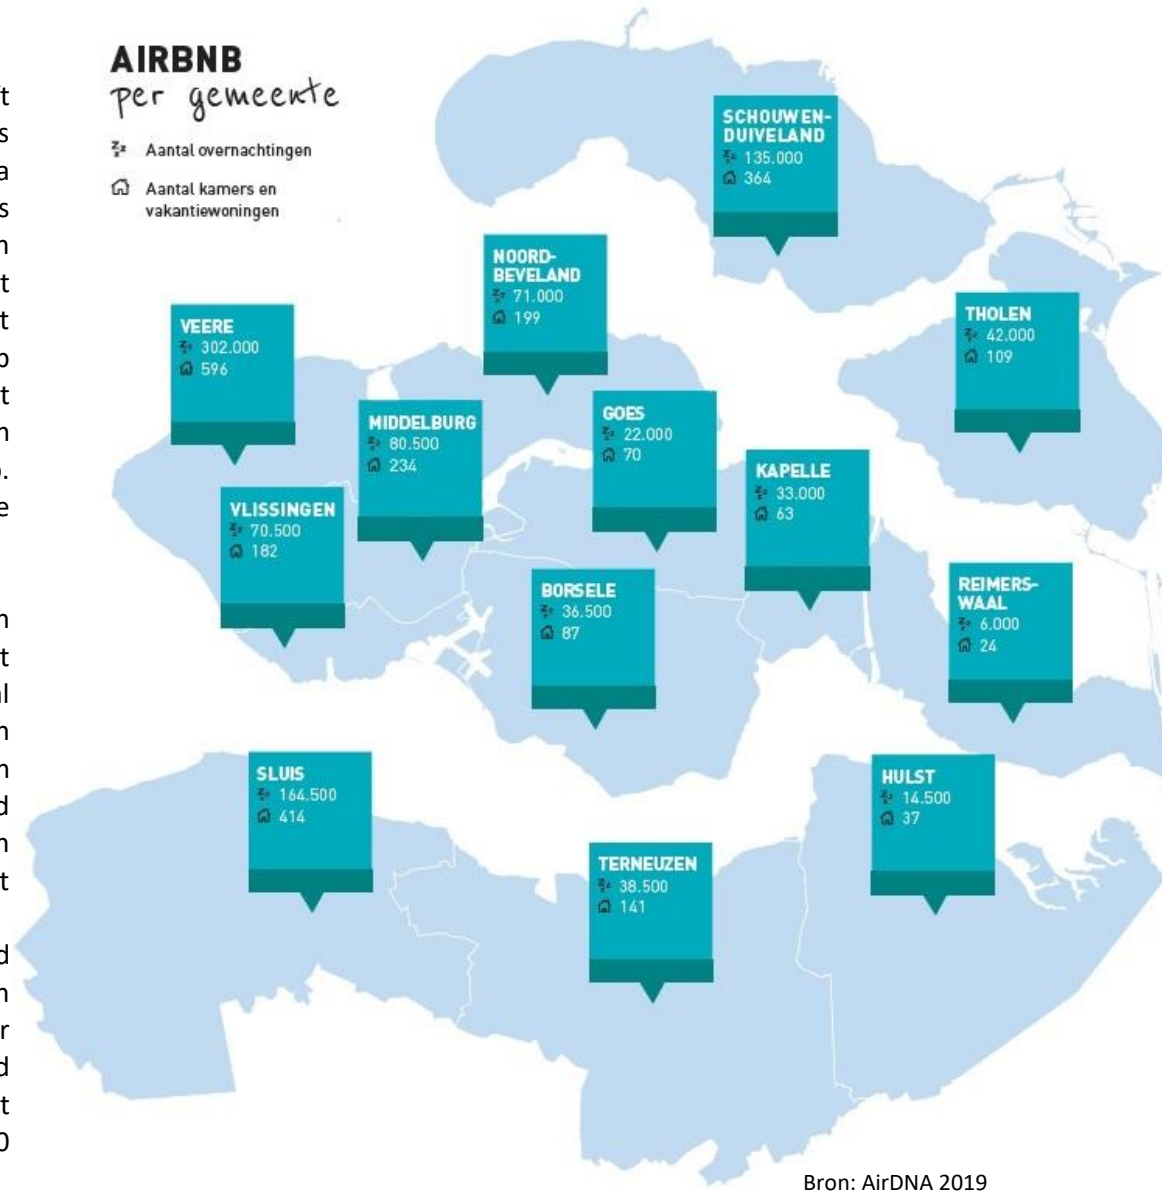 AIRBNB
per gemeente
Aantal overnachtingen
Aantal kamers en
vakantiewoningen
SCHOUWEN-
DUIVELAND
135.000
364
NOORD-
BEVELAND
71.000
199
VEERE
302.000
596
THOLEN
42.000
109
MIDDELBURG
80.500
234
GOES
22.000
70
KAPELLE
33.000
63
VLISSINGEN
70.500
182
BORSELE
36.500
87
REIMERS-
WAAL
6.000
24
SLUIS
164.500
414
HULST
14.500
37
TERNEUZEN
38.500
141
Bron: AirDNA 2019